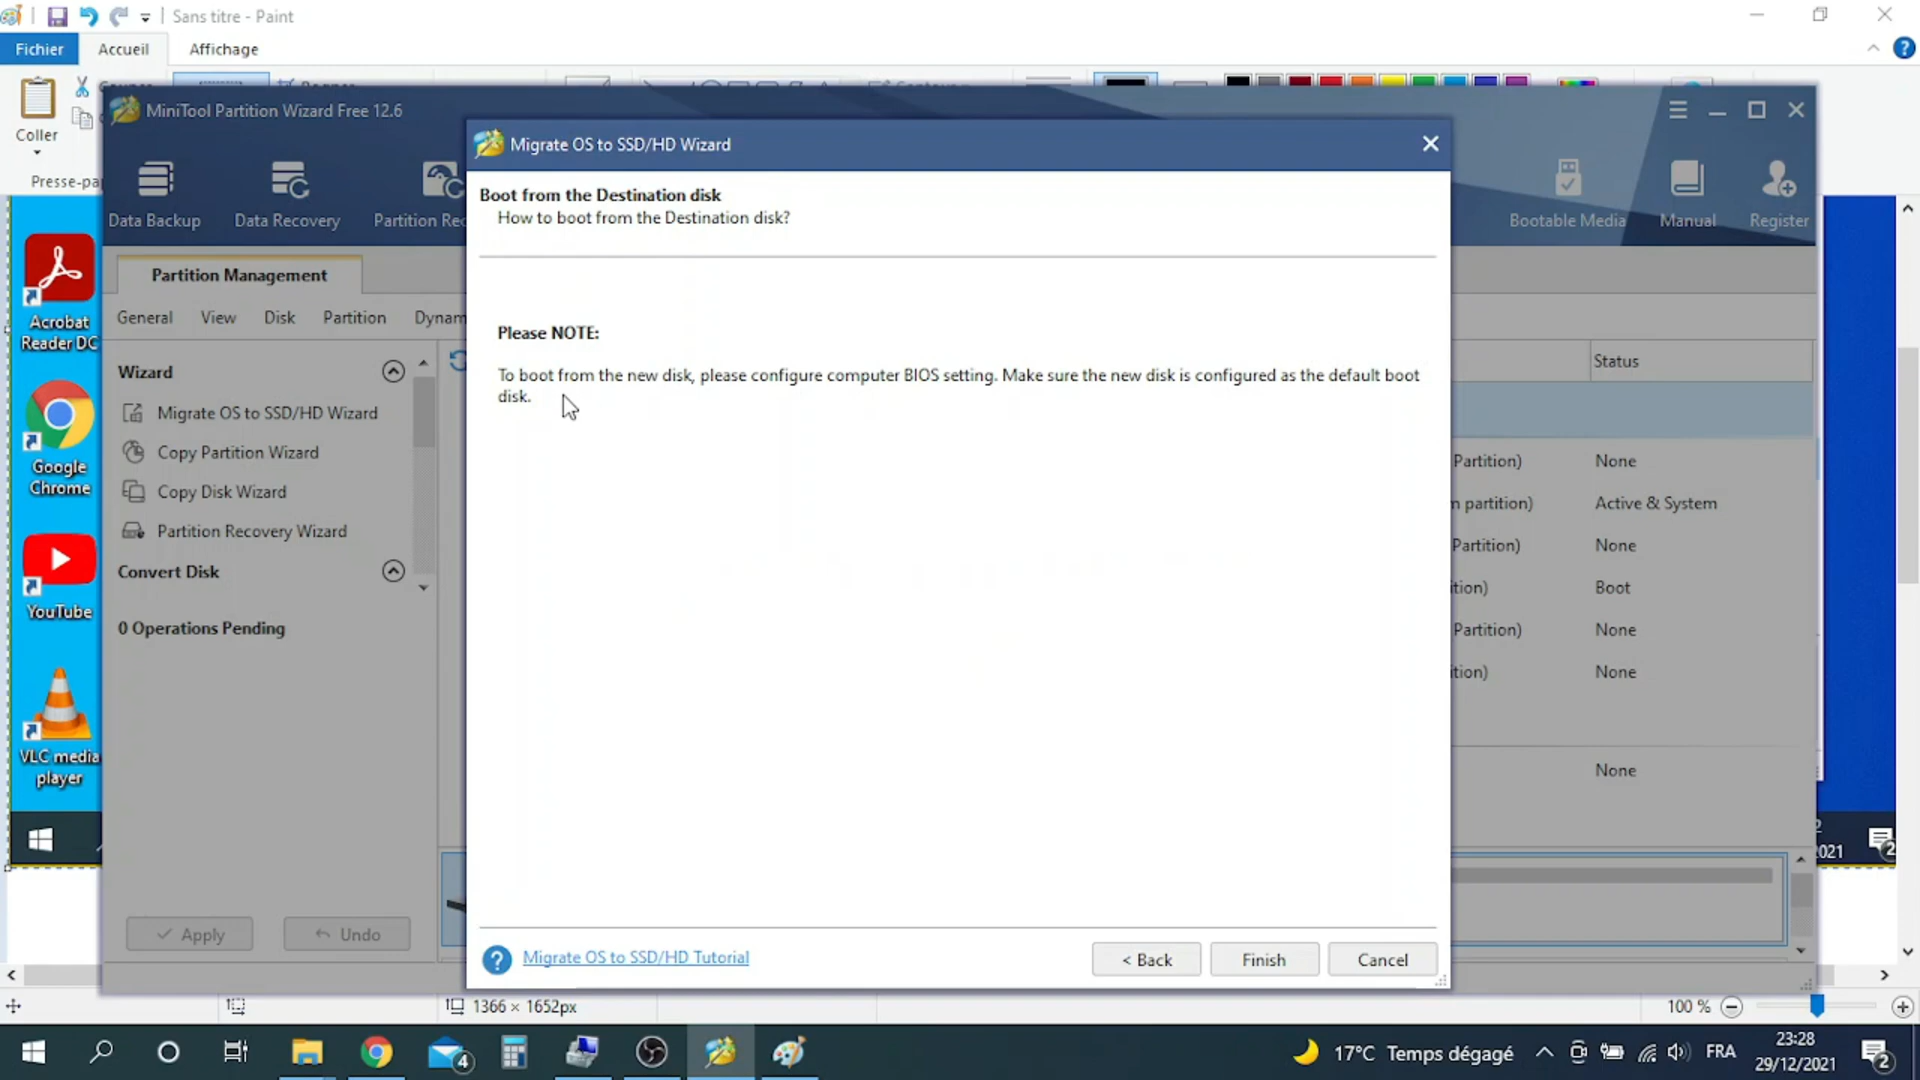 Sans titre - Paint
Fichier
Accueil
Affichage
Coller
Presse-pa
MiniTool Partition Wizard Free 12.6
Data Backup
Data Recovery
Partition Rec
Bootable Media
Manual
Register
Migrate OS to SSD/HD Wizard
Boot from the Destination disk
How to boot from the Destination disk?
Please NOTE:
To boot from the new disk, please configure computer BIOS setting. Make sure the new disk is configured as the default boot
disk.
Partition Management
General
View
Disk
Partition
Dynam
Wizard
Migrate OS to SSD/HD Wizard
Copy Partition Wizard
Copy Disk Wizard
Partition Recovery Wizard
Convert Disk
0 Operations Pending
Apply
Undo
Status
Partition)
None
n partition)
Active & System
Partition)
None
tion)
Boot
Partition)
None
tion)
None
None
Migrate OS to SSD/HD Tutorial
< Back
Finish
Cancel
Acrobat
Reader DC
Google
Chrome
YouTube
VLC media
player
2
021
2
1366 × 1652px
100 %
4
17°C Temps dégagé
FRA
23:28
29/12/2021
2